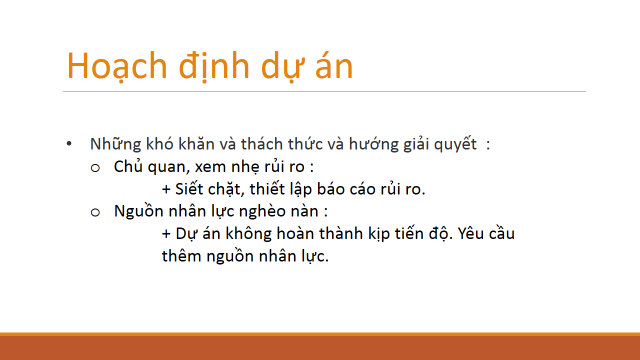 Hoạch định dự án
• Những khó khăn và thách thức và hướng giải quyết :
o Chủ quan, xem nhẹ rủi ro :
+ Siết chặt, thiết lập báo cáo rủi ro.
o Nguồn nhân lực nghèo nàn :
+ Dự án không hoàn thành kịp tiến độ. Yêu cầu
thêm nguồn nhân lực.